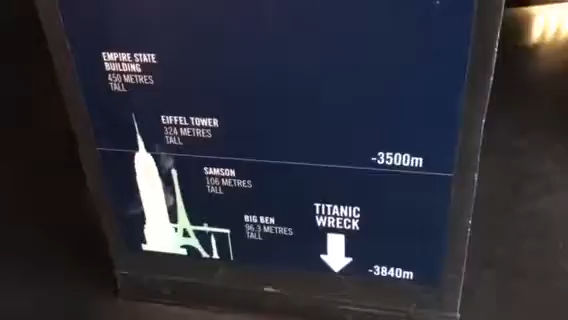 EMPIRE STATE
BUILDING
450 METRES
TALL
EIFFEL TOWER
324 METRES
TALL
-3500m
SAMSON
106 METRES
TALL
BIG BEN
96.3 METRES
TALL
TITANIC
WRECK
-3840m